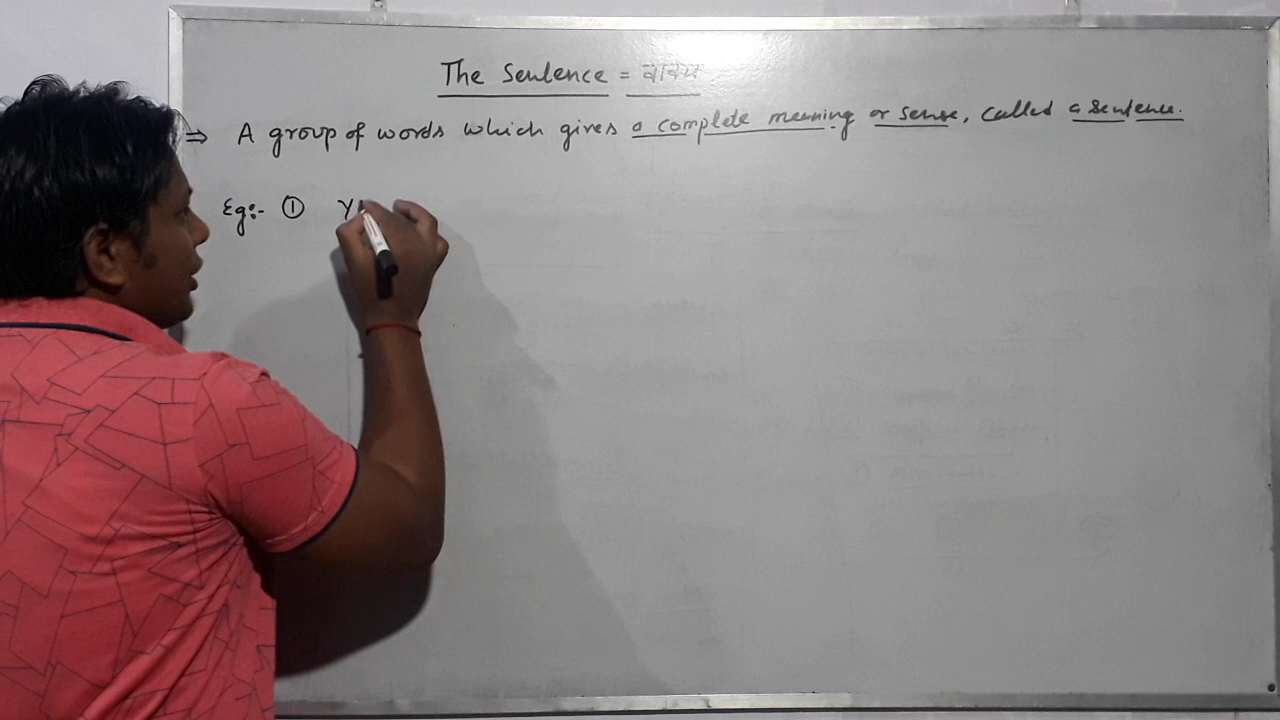 The Sentence = वाक्य
⇒ A group of words which gives a complete meaning or sense, called a sentence.
Eg:- ①